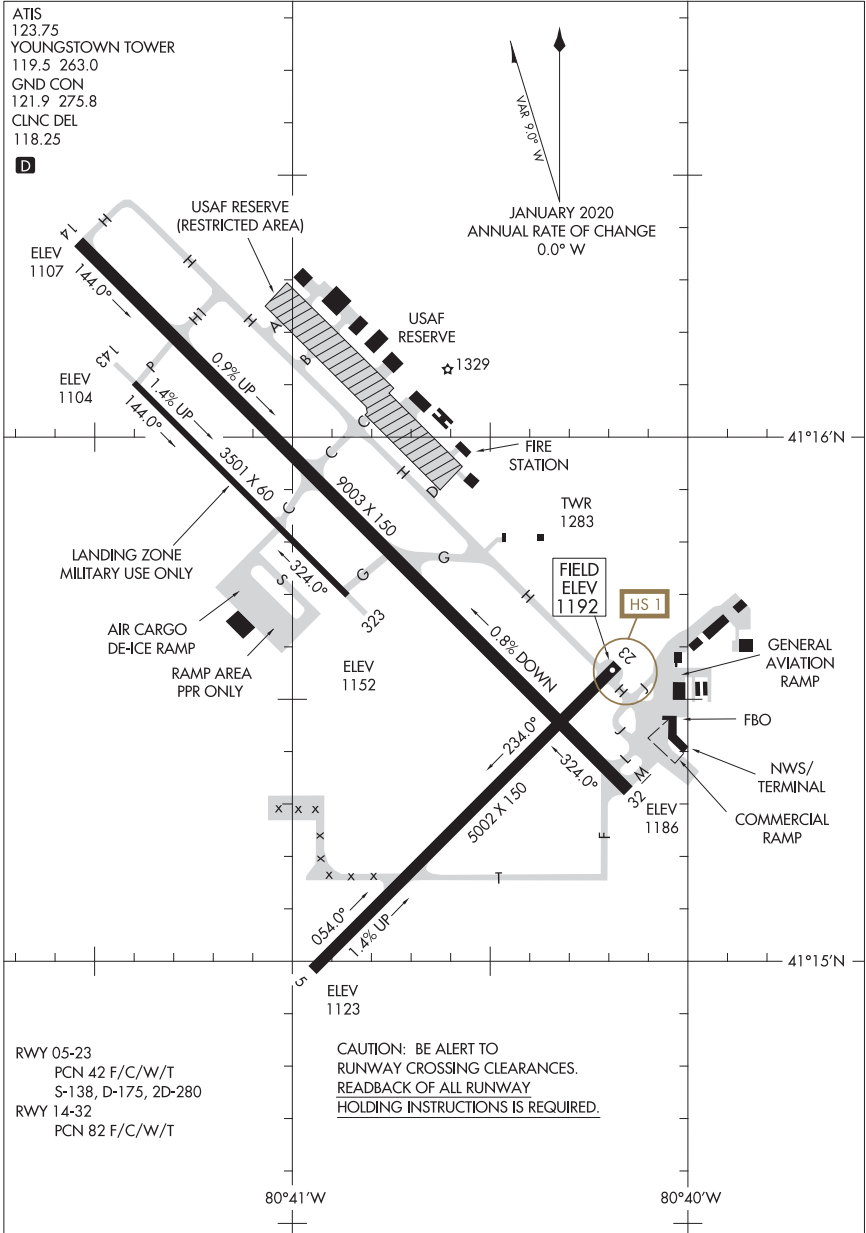 ATIS
123.75
YOUNGSTOWN TOWER
119.5 263.0
GND CON
121.9 275.8
CLNC DEL
118.25
D
VAR 9.0° W
JANUARY 2020
ANNUAL RATE OF CHANGE
0.0° W
USAF RESERVE
(RESTRICTED AREA)
14
H
ELEV
1107
144.0°
H
H1
H
A
B
USAF
RESERVE
1329
143
P
ELEV
1104
1.4% UP
144.0°
0.9% UP
3501 X 60
C
C
C
9003 X 150
H
D
41°16'N
FIRE
STATION
TWR
1283
LANDING ZONE
MILITARY USE ONLY
S
324.0°
G
G
H
323
FIELD
ELEV
1192
HS 1
23
AIR CARGO
DE-ICE RAMP
RAMP AREA
PPR ONLY
ELEV
1152
0.8% DOWN
H
J
GENERAL
AVIATION
RAMP
FBO
J
L
W
NWS/
TERMINAL
COMMERCIAL
RAMP
234.0°
324.0°
32
ELEV
1186
5002 X 150
x x x
x
x
x x x
F
T
054.0°
1.4% UP
5
ELEV
1123
41°15'N
RWY 05-23
PCN 42 F/C/W/T
S-138, D-175, 2D-280
RWY 14-32
PCN 82 F/C/W/T
CAUTION: BE ALERT TO
RUNWAY CROSSING CLEARANCES.
READBACK OF ALL RUNWAY
HOLDING INSTRUCTIONS IS REQUIRED.
80°41'W
80°40'W